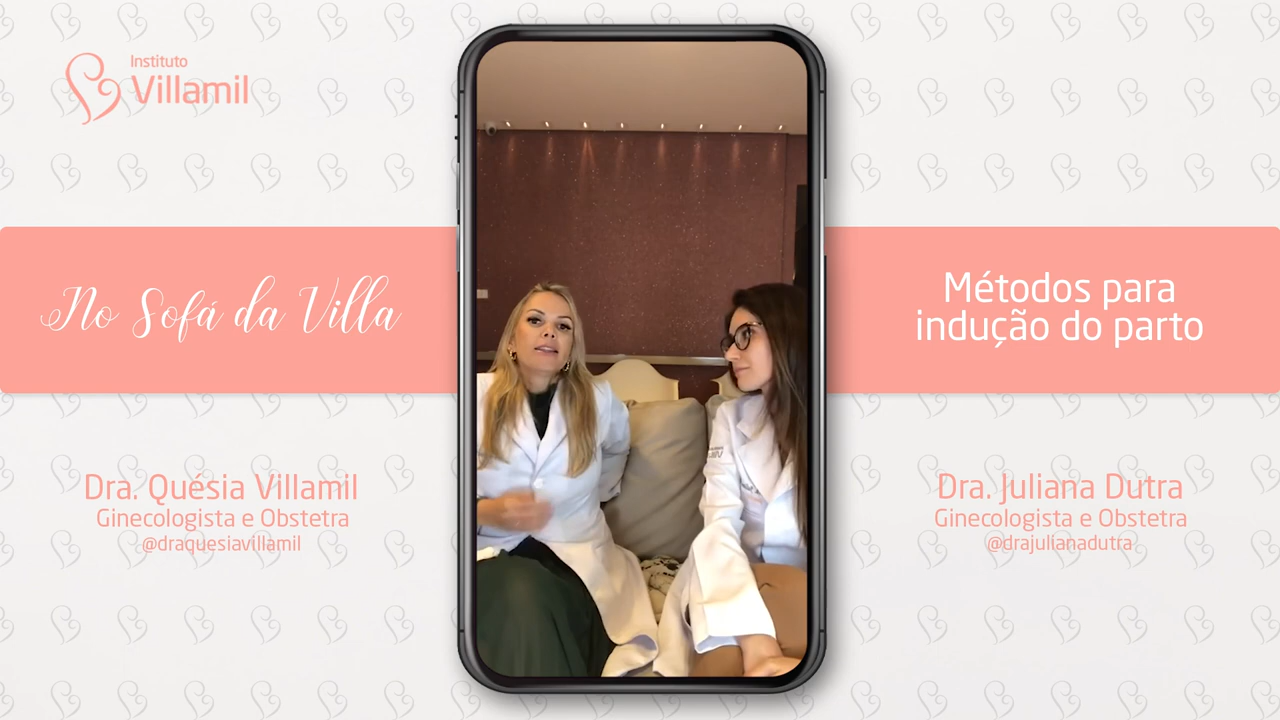 Instituto
Villamil
No Sofá da Villa
Métodos para
indução do parto
Dra. Quésia Villamil
Ginecologista e Obstetra
@draquesiavillamil
Dra. Juliana Dutra
Ginecologista e Obstetra
@drajulianadutra